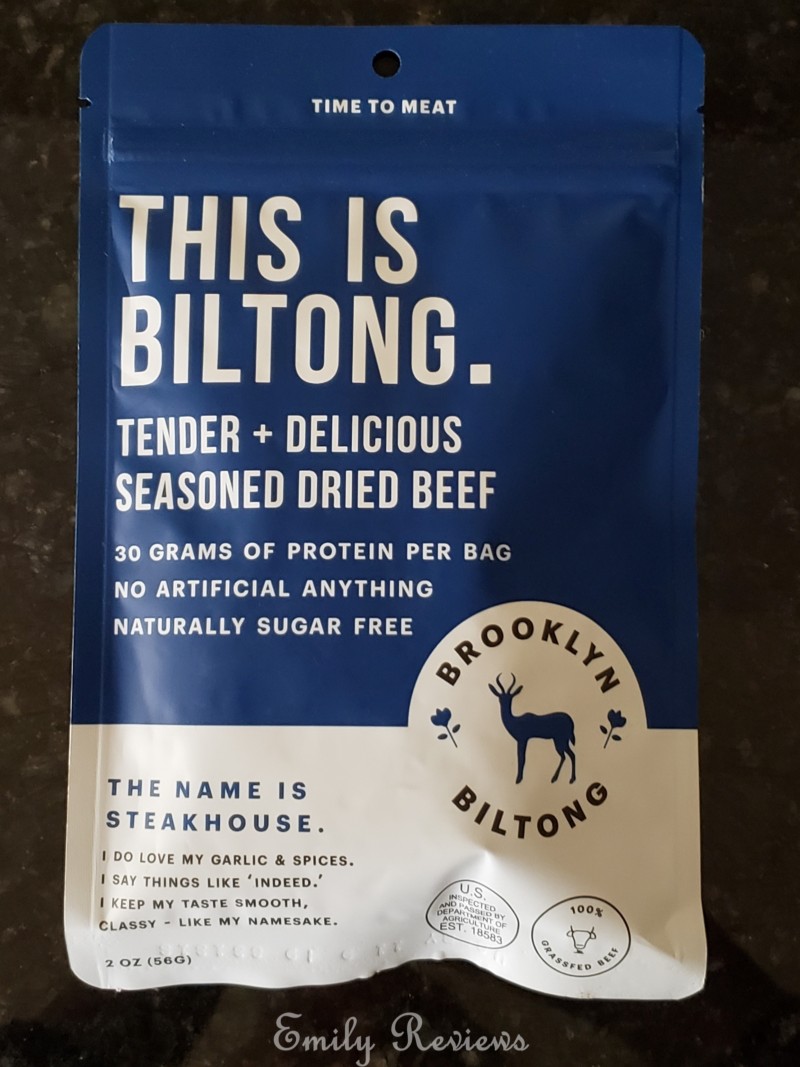 TIME TO MEAT
THIS IS
BILTONG.
TENDER + DELICIOUS
SEASONED DRIED BEEF
30 GRAMS OF PROTEIN PER BAG
NO ARTIFICIAL ANYTHING
NATURALLY SUGAR FREE
BROOKLYN
BILTONG
THE NAME IS
STEAKHOUSE.
I DO LOVE MY GARLIC & SPICES.
I SAY THINGS LIKE ‘INDEED.’
I KEEP MY TASTE SMOOTH,
CLASSY - LIKE MY NAMESAKE.
2 OZ (56G)
U.S.
INSPECTED
AND PASSED BY
DEPARTMENT OF
AGRICULTURE
EST. 18583
100%
GRASSFED BEEF
Emily Reviews